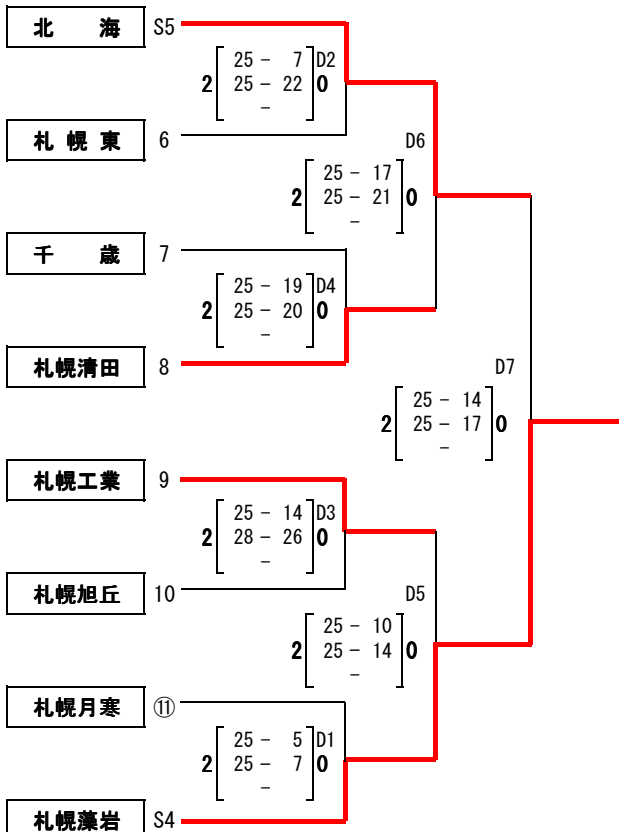 北　海 S5
25 － 7 D2
2 25 － 22 0
－
札幌東 6
D6
25 － 17
2 25 － 21 0
－
千　歳 7
25 － 19 D4
2 25 － 20 0
－
札幌清田 8
D7
25 － 14
2 25 － 17 0
－
札幌工業 9
25 － 14 D3
2 28 － 26 0
－
札幌旭丘 10
D5
25 － 10
2 25 － 14 0
－
札幌月寒 ⑪
25 － 5 D1
2 25 － 7 0
－
札幌藻岩 S4